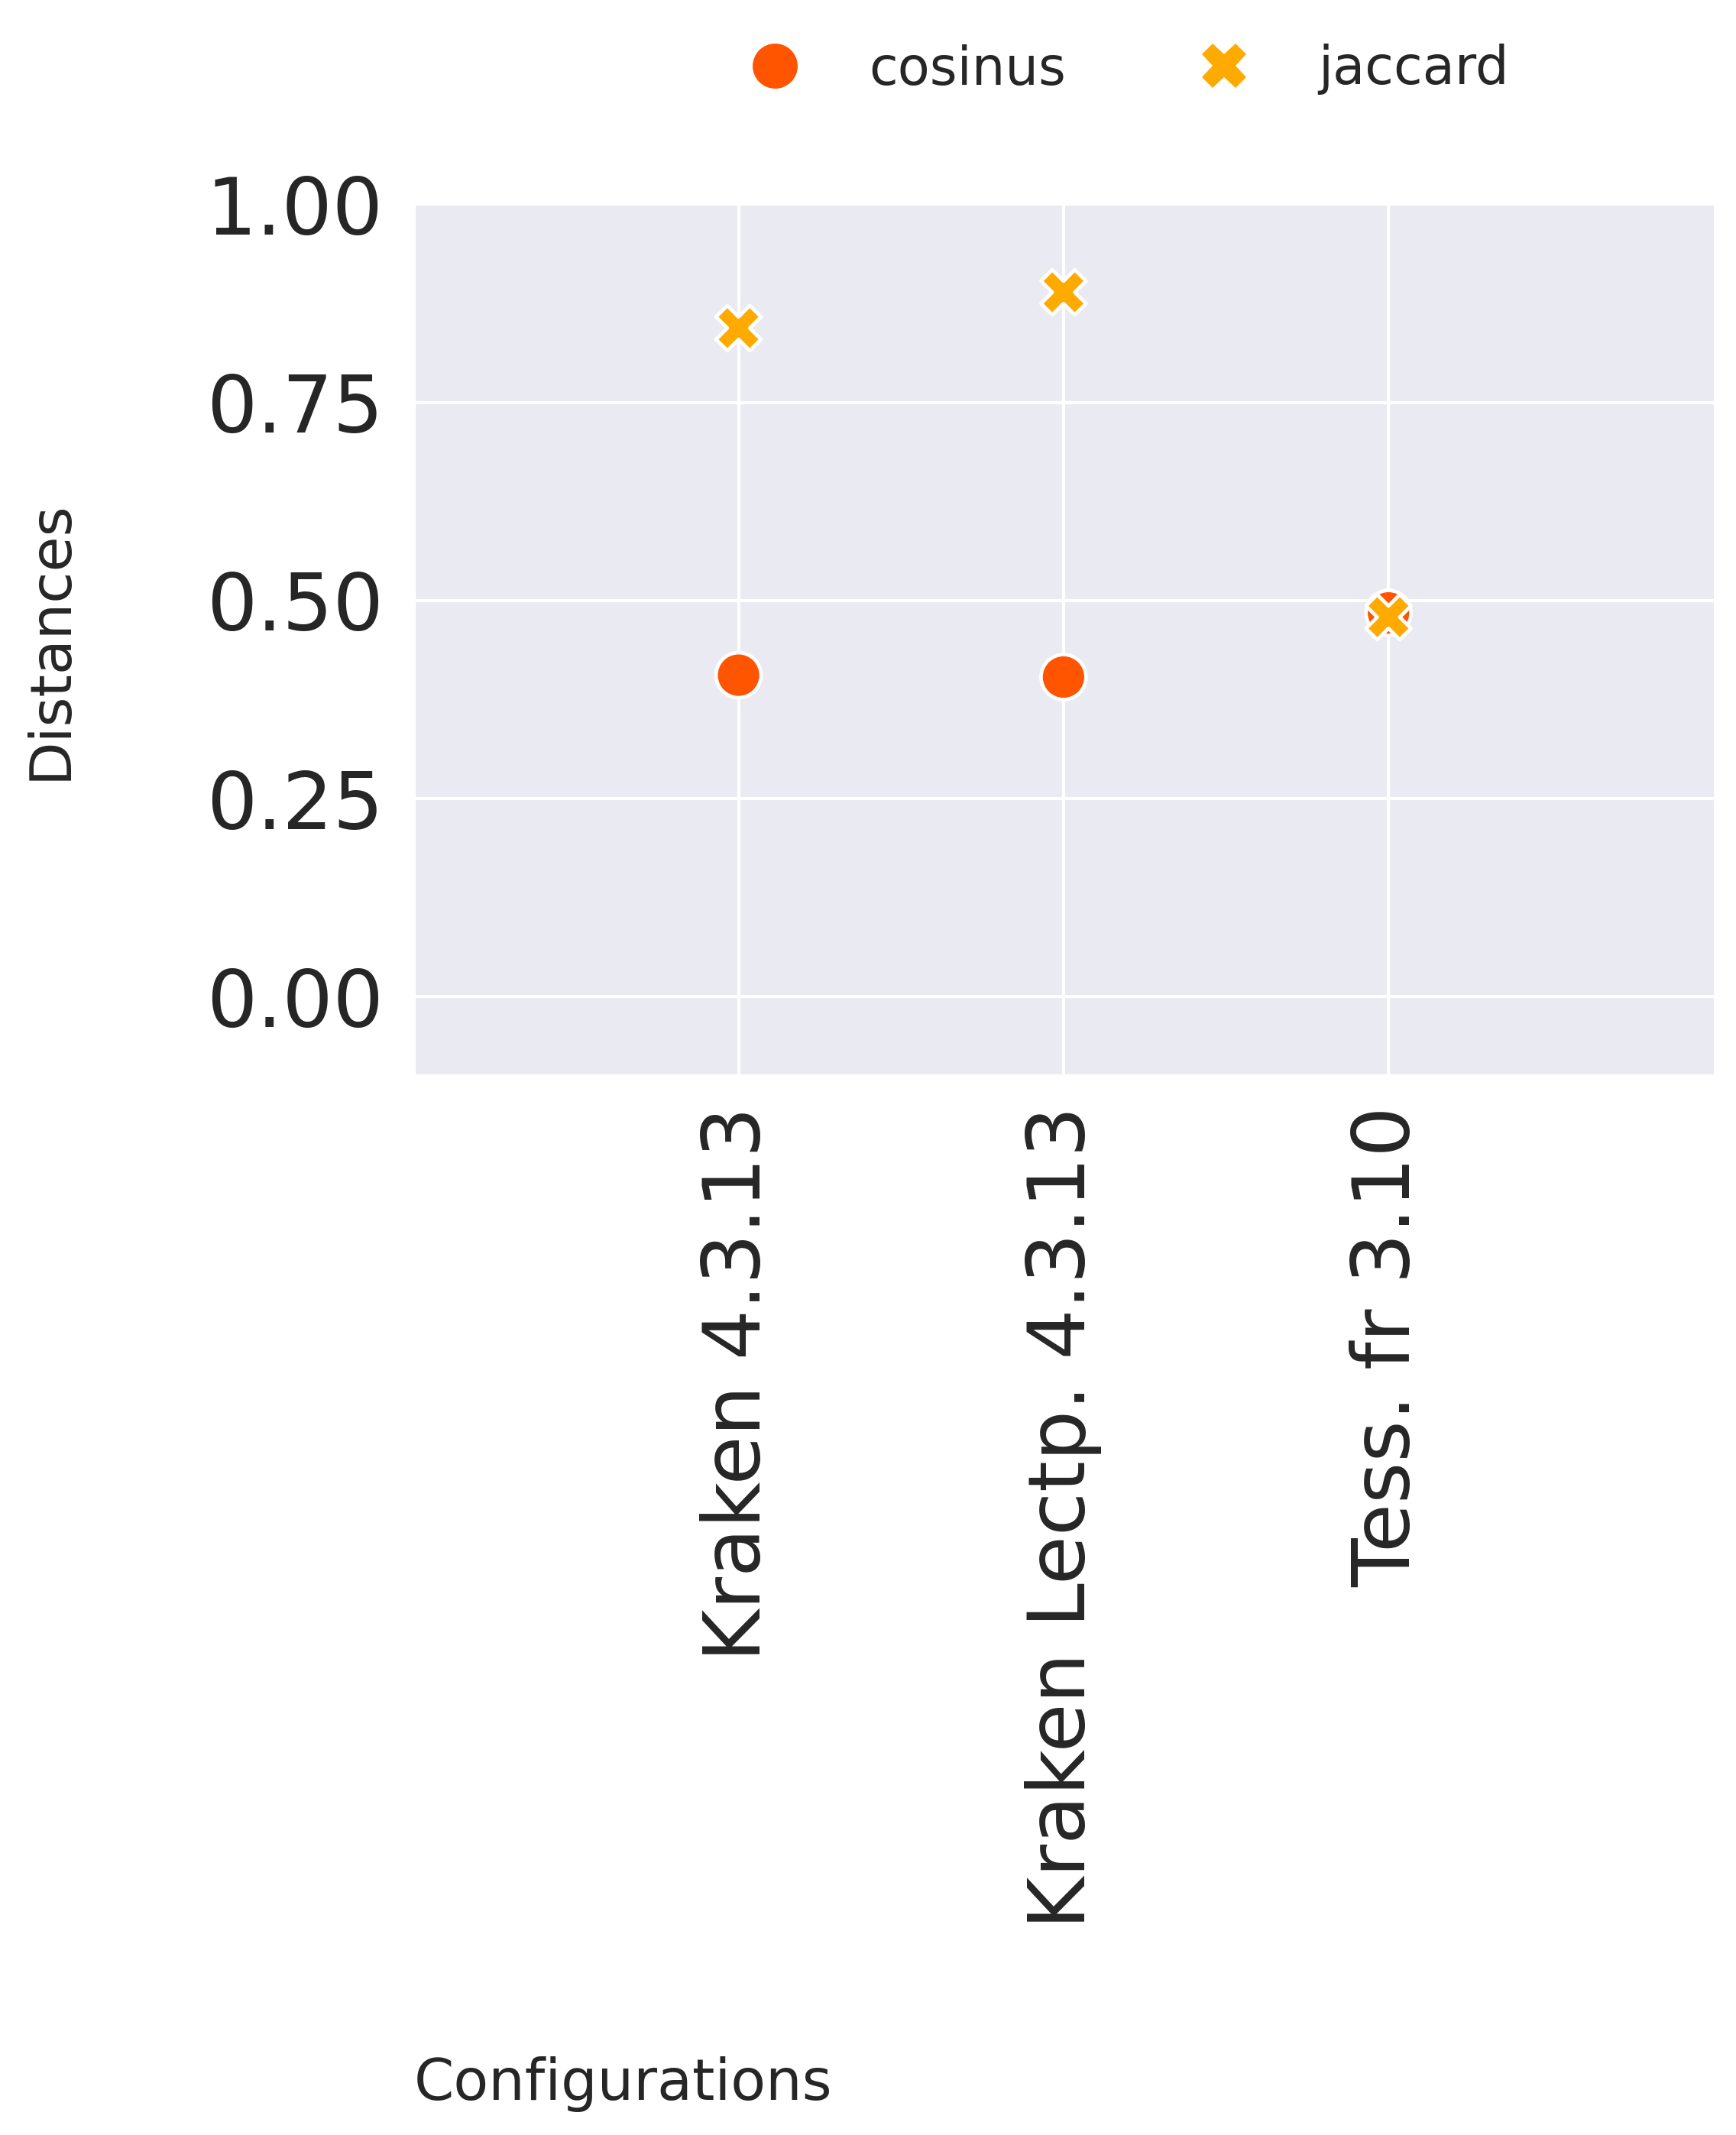 cosinus jaccard
1.00
0.75
0.50
0.25
0.00
Distances
Kraken 4.3.13
Kraken Lectp. 4.3.13
Tess. fr 3.10
Configurations